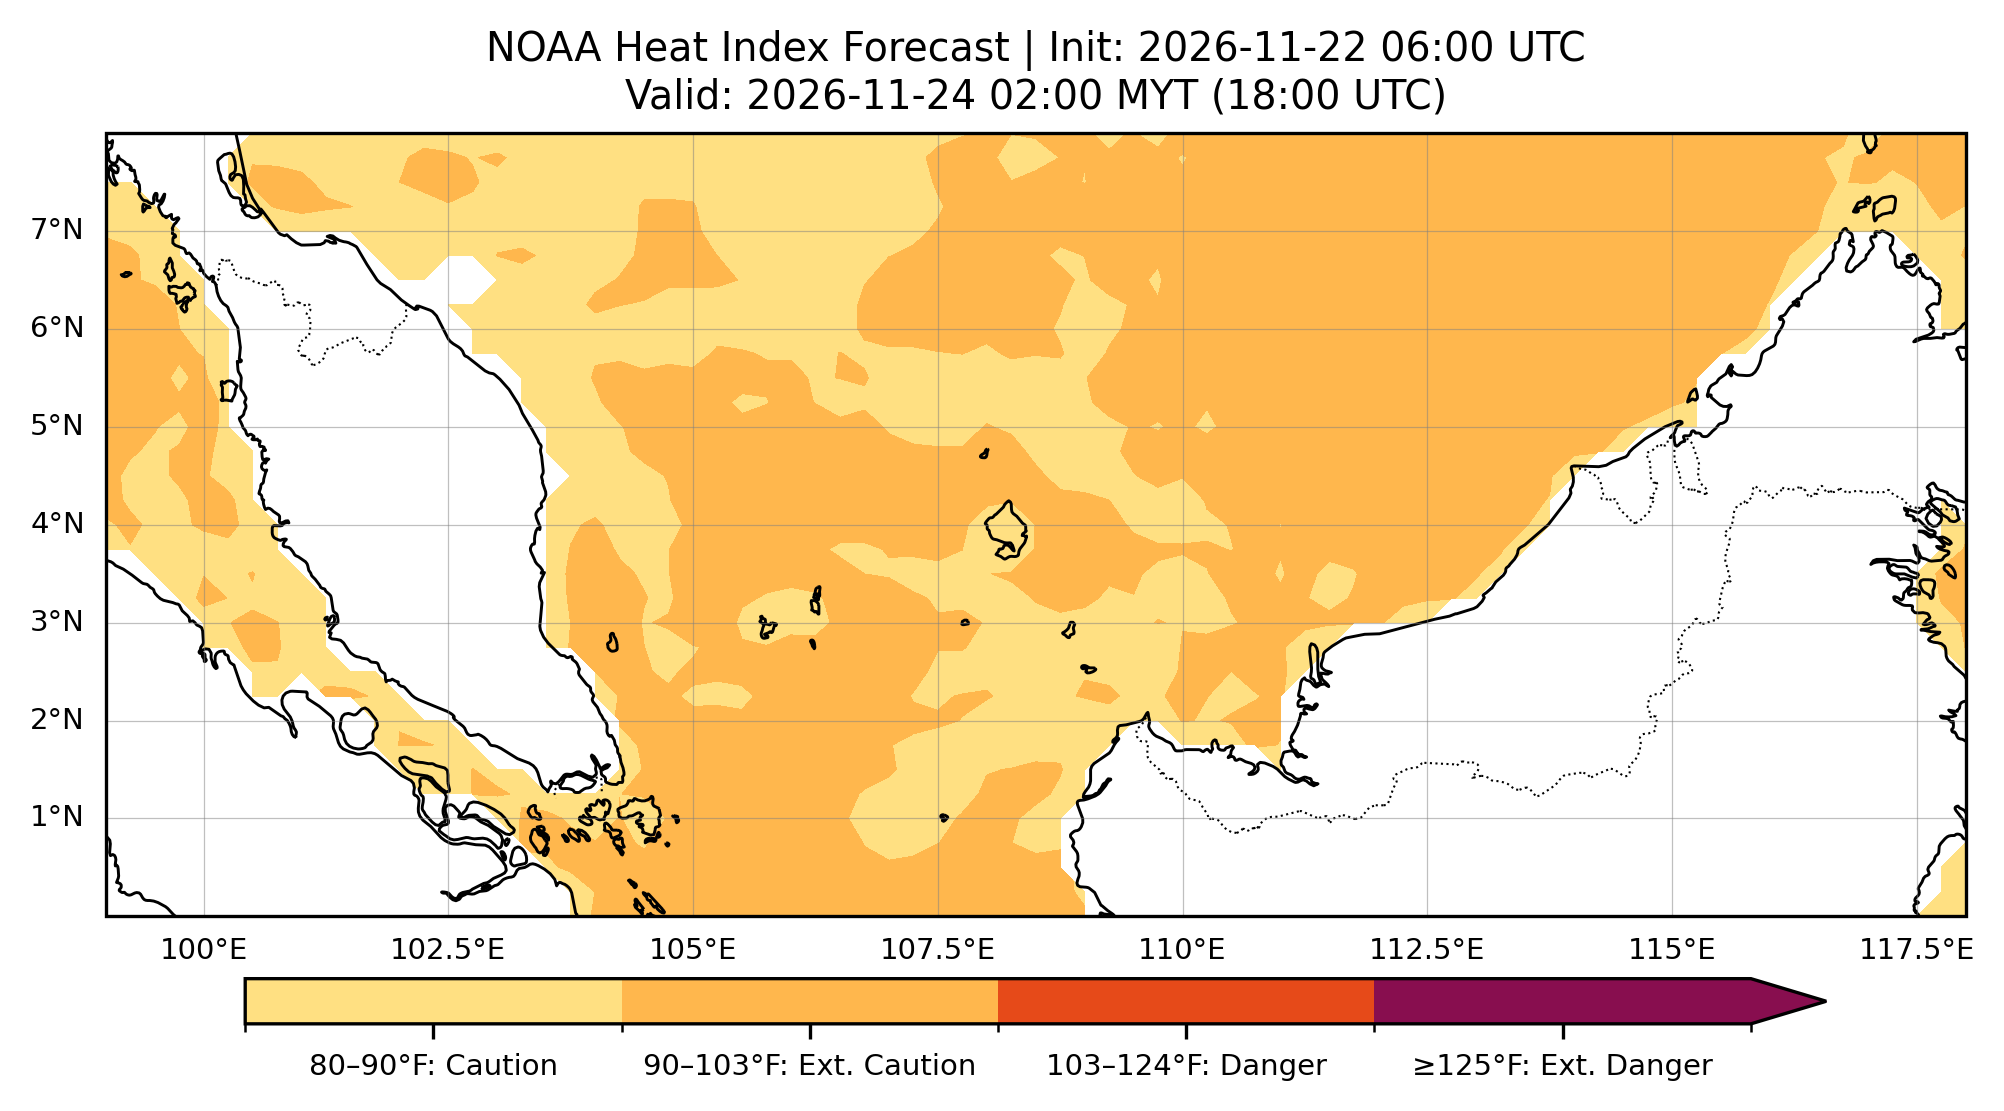 NOAA Heat Index Forecast | Init: 2026-11-22 06:00 UTC
Valid: 2026-11-24 02:00 MYT (18:00 UTC)
7°N
6°N
5°N
4°N
3°N
2°N
1°N
100°E 102.5°E 105°E 107.5°E 110°E 112.5°E 115°E 117.5°E
80–90°F: Caution 90–103°F: Ext. Caution 103–124°F: Danger ≥125°F: Ext. Danger